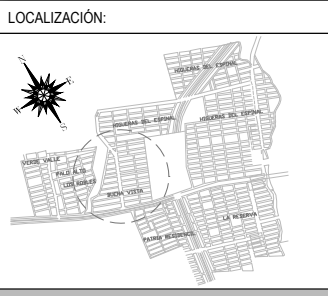 LOCALIZACIÓN:
N
E
W
S
HIGUERAS DEL ESPINAL
HIGUERAS DEL ESPINAL
HIGUERAS DEL ESPINAL
VERDE VALLE
PALO ALTO
LOS ROBLES
BUENA VISTA
LA RESERVA
PATRIA RESIDENCIAL